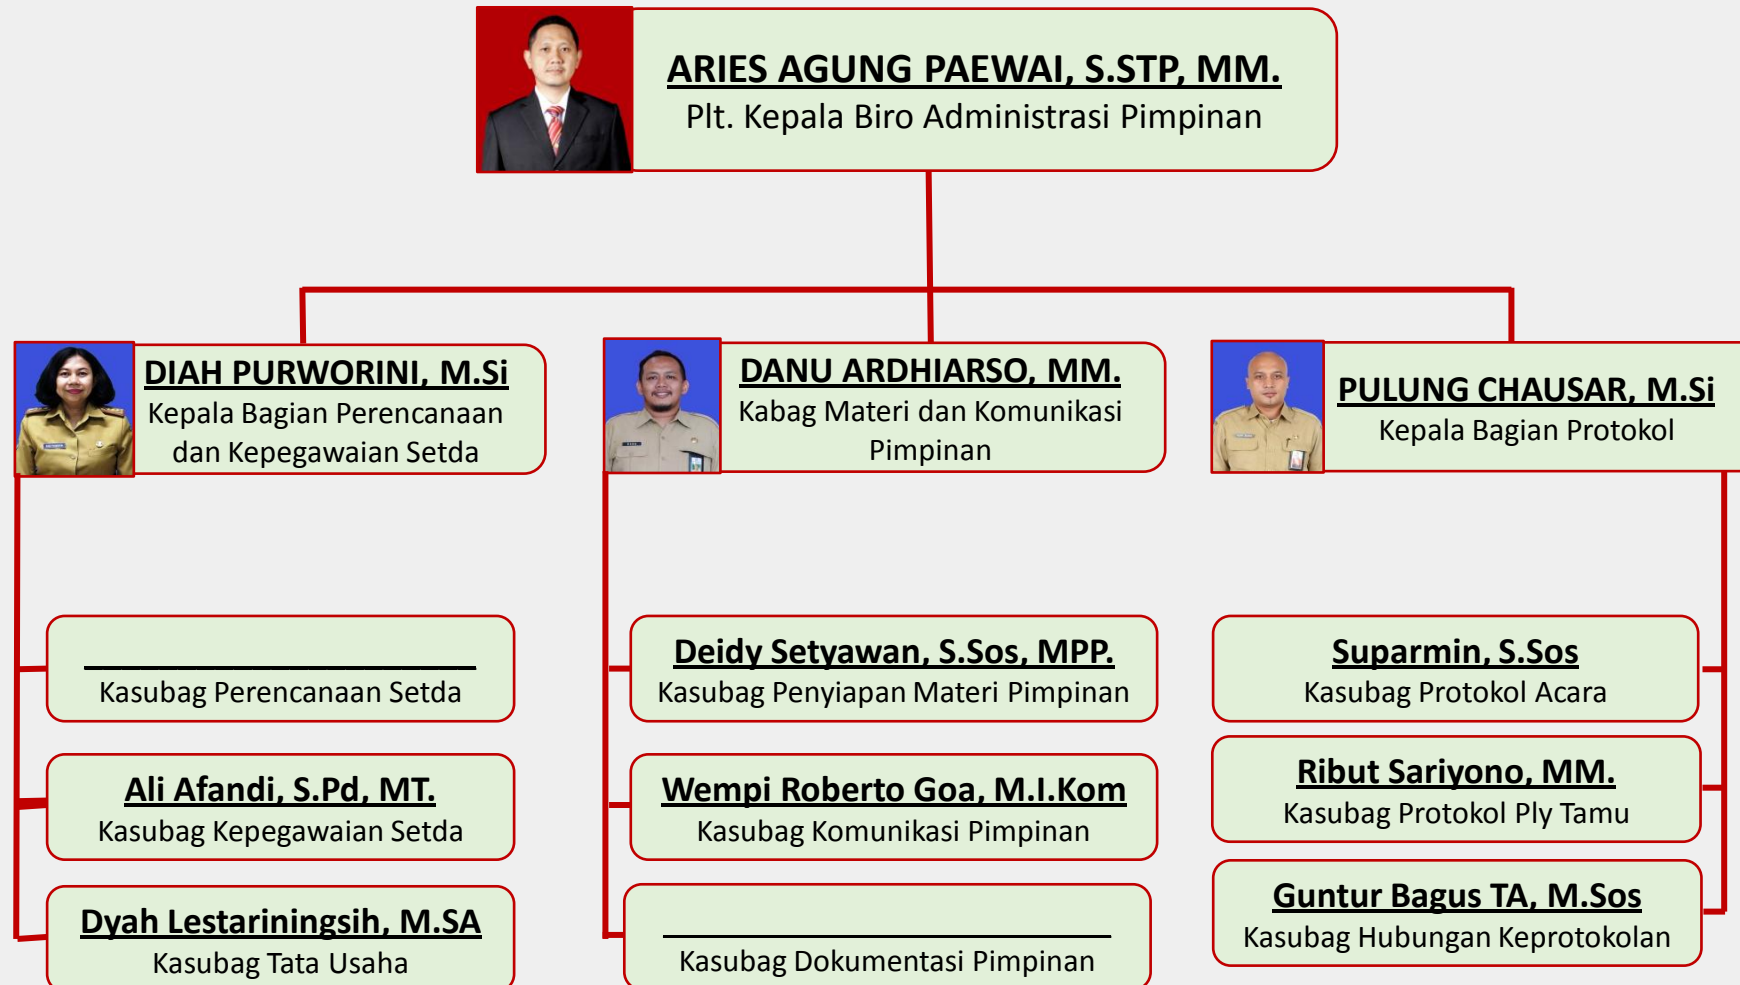 ARIES AGUNG PAEWAI, S.STP, MM.
Plt. Kepala Biro Administrasi Pimpinan
DIAH PURWORINI, M.Si
Kepala Bagian Perencanaan
dan Kepegawaian Setda
DANU ARDHIARSO, MM.
Kabag Materi dan Komunikasi
Pimpinan
PULUNG CHAUSAR, M.Si
Kepala Bagian Protokol
Kasubag Perencanaan Setda
Ali Afandi, S.Pd, MT.
Kasubag Kepegawaian Setda
Dyah Lestariningsih, M.SA
Kasubag Tata Usaha
Deidy Setyawan, S.Sos, MPP.
Kasubag Penyiapan Materi Pimpinan
Wempi Roberto Goa, M.I.Kom
Kasubag Komunikasi Pimpinan
Kasubag Dokumentasi Pimpinan
Suparmin, S.Sos
Kasubag Protokol Acara
Ribut Sariyono, MM.
Kasubag Protokol Ply Tamu
Guntur Bagus TA, M.Sos
Kasubag Hubungan Keprotokolan